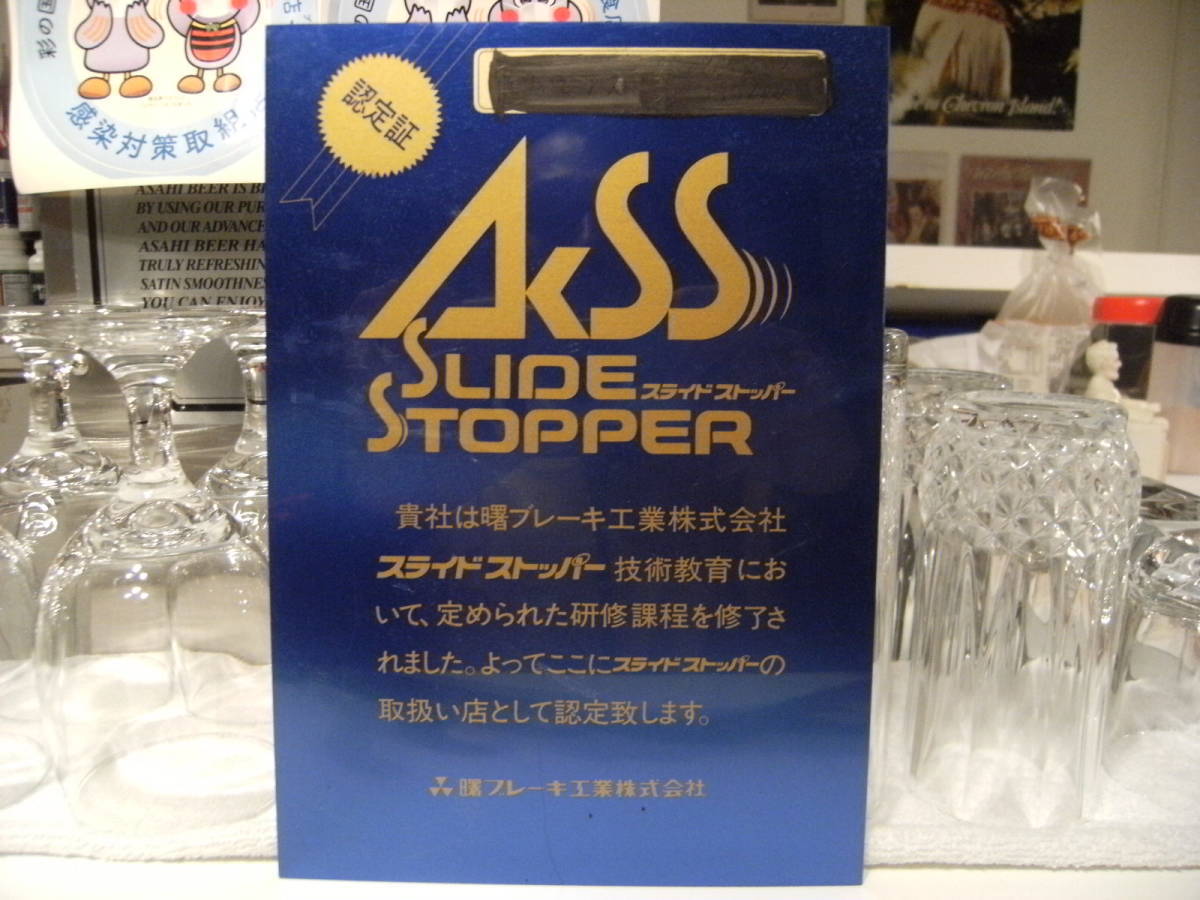 認定証
AKSS
SLIDE
スライドストッパー
STOPPER
貴社は曙ブレーキ工業株式会社
スライドストッパー 技術教育にお
いて、定められた研修課程を修了さ
れました。よってここにスライドストッパーの
取扱い店として認定致します。
曙ブレーキ工業株式会社
感染対策取組
ASAHI BEER IS
BY USING OUR
AND OUR ADVANCE
ASAHI BEER
TRULY REFRESHIN
SATIN SMOOTHNES
YOU CAN ENJOY
Chevron Island!